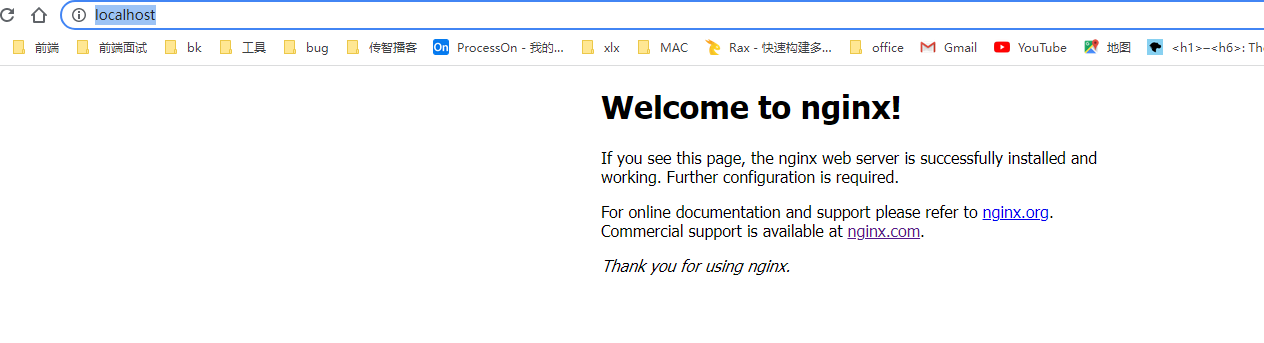 localhost
前端 前端面试 bk 工具 bug 传智播客 On ProcessOn - 我的... xlx MAC Rax - 快速构建多... office Gmail YouTube 地图 <h1>–<h6>: Th
Welcome to nginx!
If you see this page, the nginx web server is successfully installed and
working. Further configuration is required.
For online documentation and support please refer to nginx.org.
Commercial support is available at nginx.com.
Thank you for using nginx.